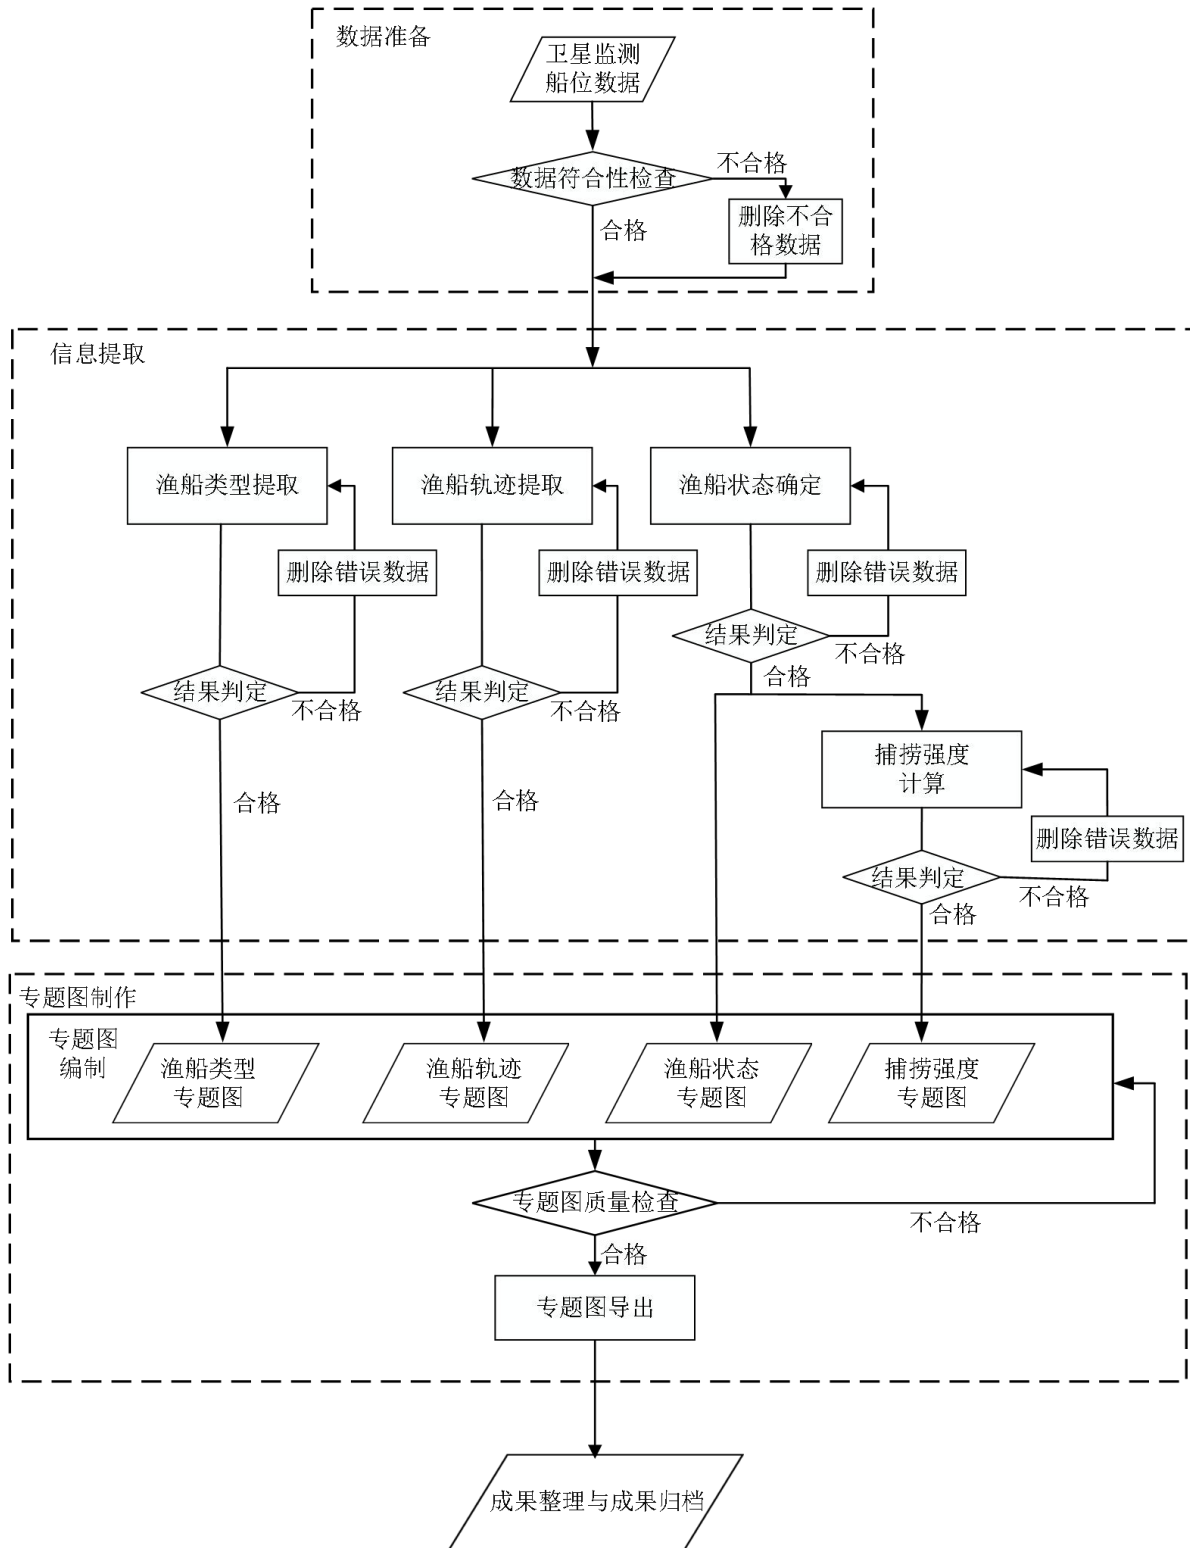 数据准备
卫星监测
船位数据
数据符合性检查
不合格
删除不合
格数据
合格
信息提取
渔船类型提取
渔船轨迹提取
渔船状态确定
删除错误数据
删除错误数据
删除错误数据
结果判定
不合格
合格
结果判定
不合格
结果判定
不合格
捕捞强度
计算
合格
合格
删除错误数据
结果判定
不合格
合格
专题图制作
专题图
编制
渔船类型
专题图
渔船轨迹
专题图
渔船状态
专题图
捕捞强度
专题图
专题图质量检查
不合格
合格
专题图导出
成果整理与成果归档